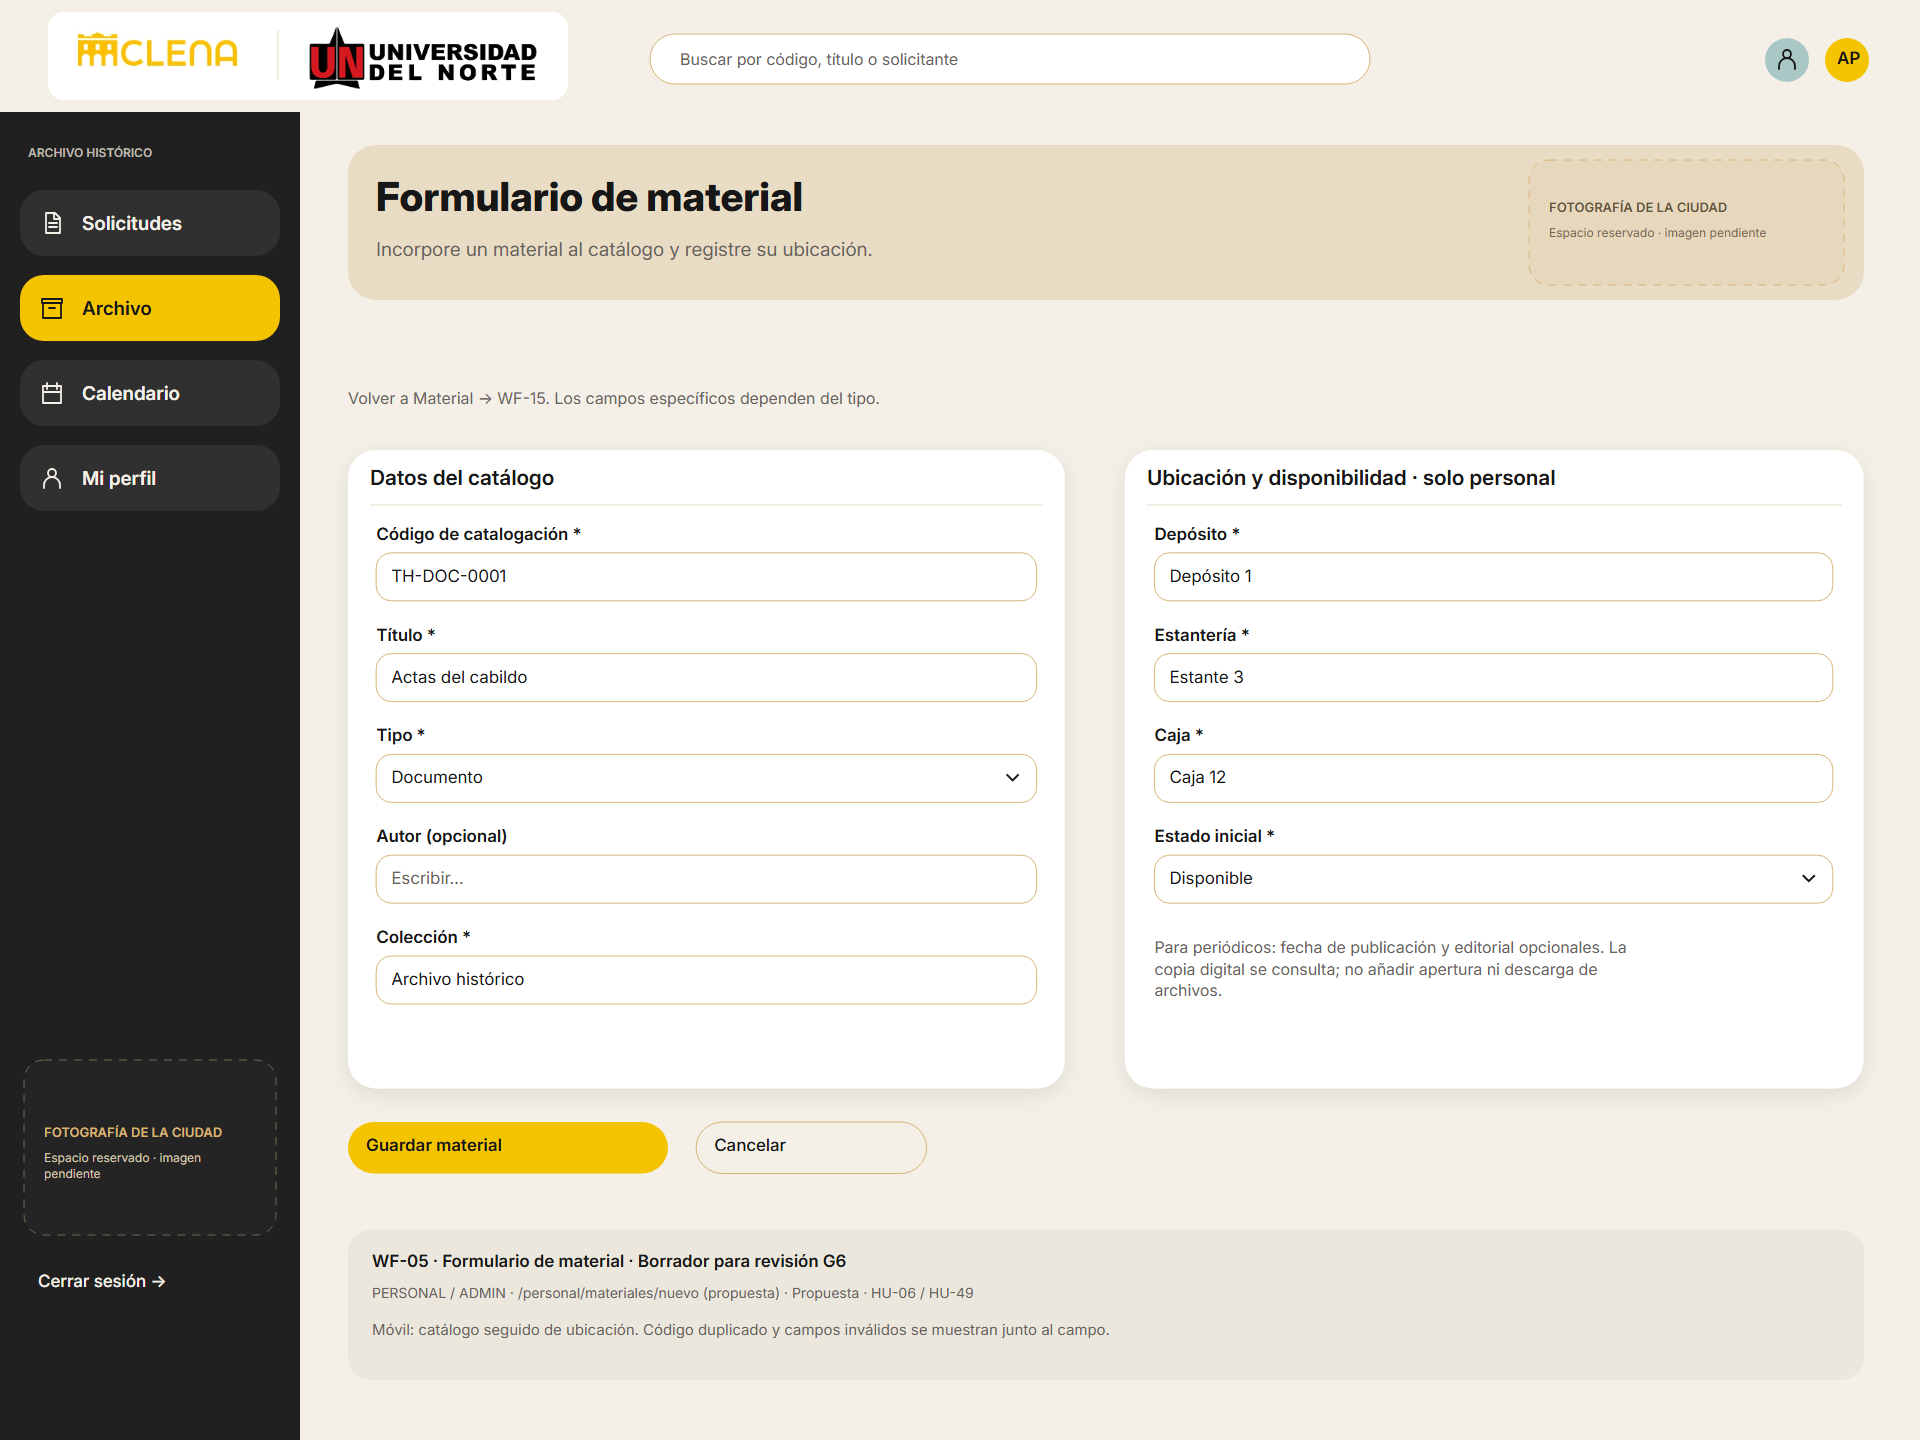 CLENA
UNIVERSIDAD
DEL NORTE
UN
Buscar por código, título o solicitante
AP
ARCHIVO HISTÓRICO
Solicitudes
Archivo
Calendario
Mi perfil
FOTOGRAFÍA DE LA CIUDAD
Espacio reservado · imagen
pendiente
Cerrar sesión →
Formulario de material
Incorpore un material al catálogo y registre su ubicación.
FOTOGRAFÍA DE LA CIUDAD
Espacio reservado · imagen pendiente
Volver a Material → WF-15. Los campos específicos dependen del tipo.
Datos del catálogo
Código de catalogación *
TH-DOC-0001
Título *
Actas del cabildo
Tipo *
Documento
Autor (opcional)
Escribir...
Colección *
Archivo histórico
Ubicación y disponibilidad · solo personal
Depósito *
Depósito 1
Estantería *
Estante 3
Caja *
Caja 12
Estado inicial *
Disponible
Para periódicos: fecha de publicación y editorial opcionales. La
copia digital se consulta; no añadir apertura ni descarga de
archivos.
Guardar material
Cancelar
WF-05 · Formulario de material · Borrador para revisión G6
PERSONAL / ADMIN · /personal/materiales/nuevo (propuesta) · Propuesta · HU-06 / HU-49
Móvil: catálogo seguido de ubicación. Código duplicado y campos inválidos se muestran junto al campo.